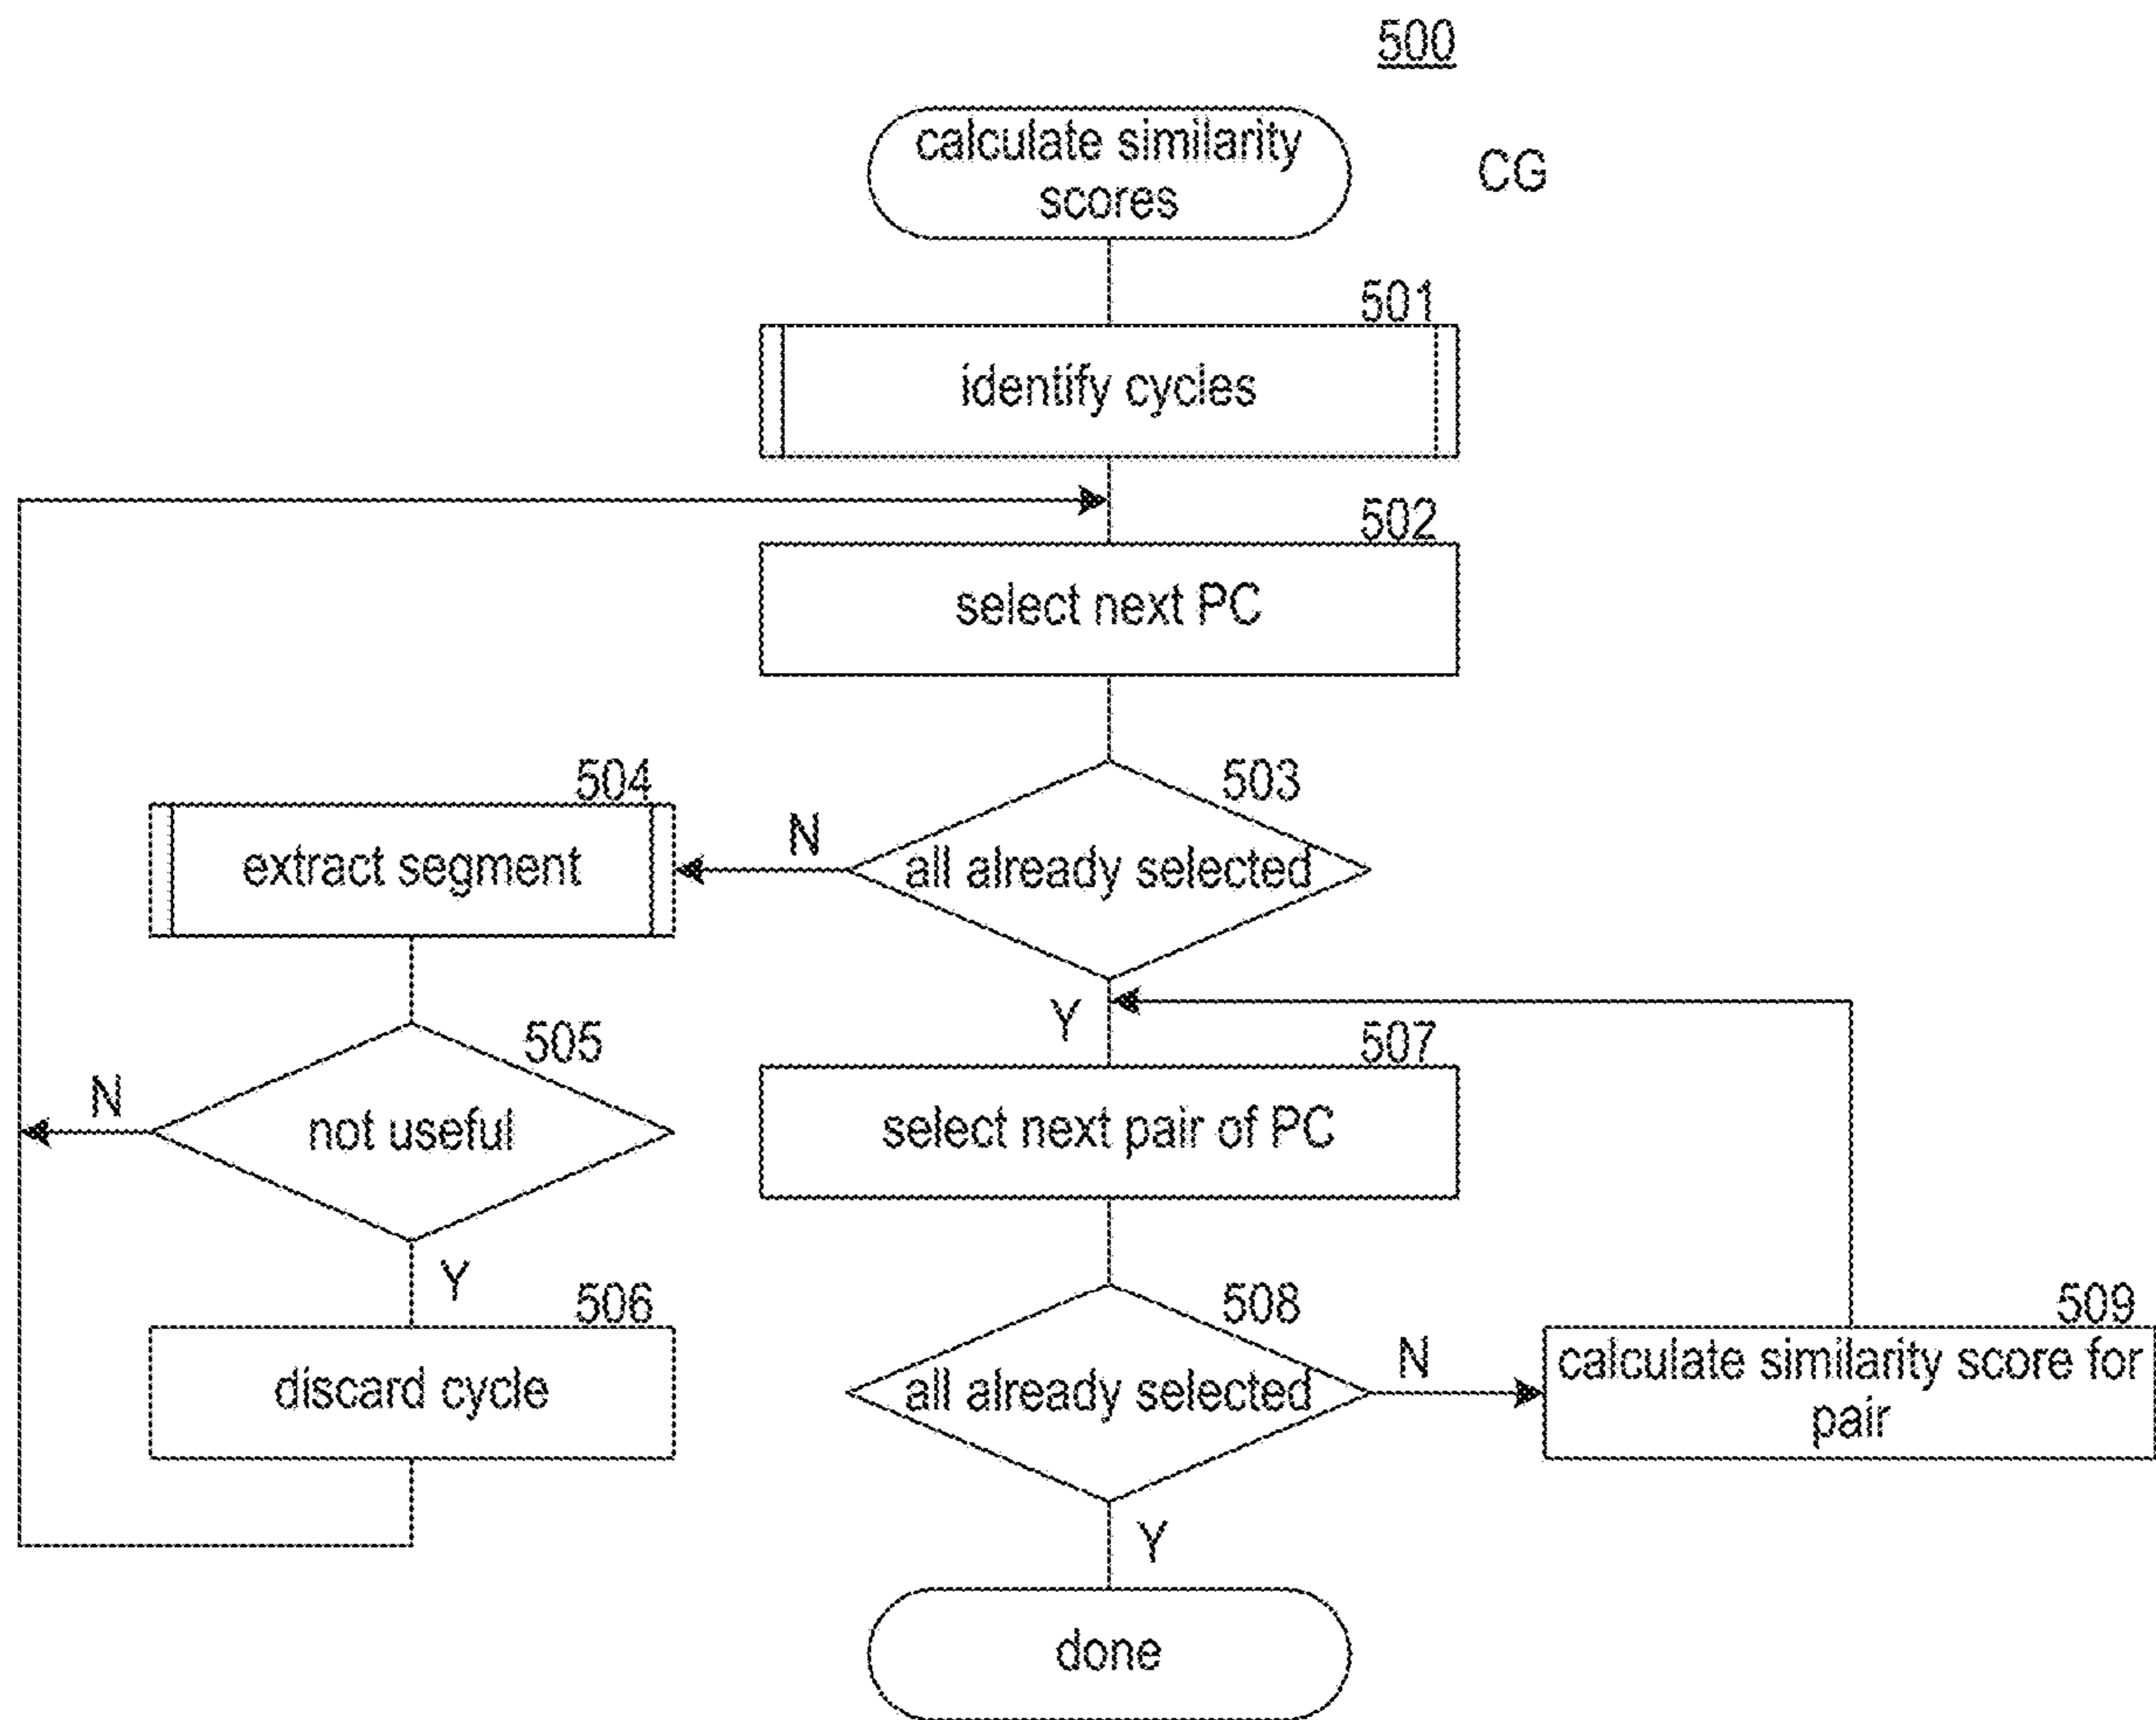 500
calculate similarity
scores
CG
501
identify cycles
502
select next PC
503
all already selected
N
Y
504
extract segment
505
not useful
N
Y
506
discard cycle
507
select next pair of PC
508
all already selected
N
Y
509
calculate similarity score for
pair
done